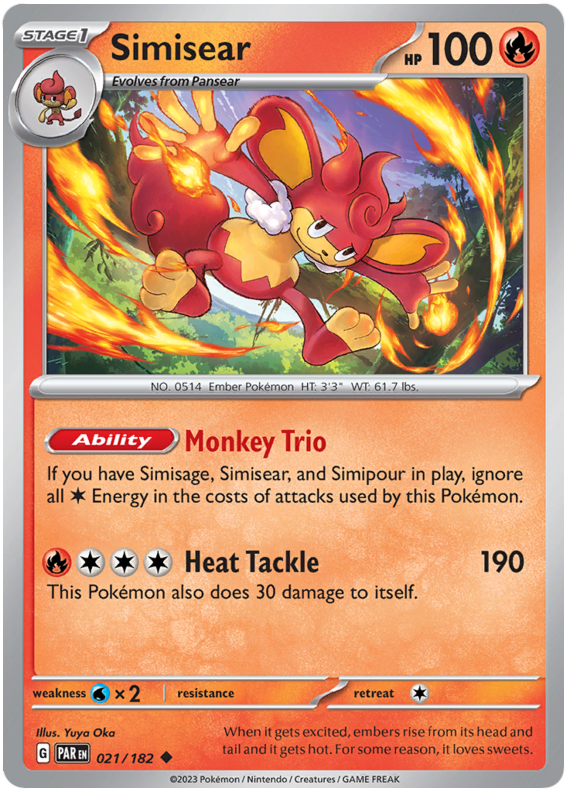 STAGE1
Simisear
HP 100
Evolves from Pansear
NO. 0514 Ember Pokémon HT: 3'3" WT: 61.7 lbs.
Ability Monkey Trio
If you have Simisage, Simisear, and Simipour in play, ignore
all Energy in the costs of attacks used by this Pokémon.
Heat Tackle 190
This Pokémon also does 30 damage to itself.
weakness ×2 resistance retreat
Illus. Yuya Oka
When it gets excited, embers rise from its head and
tail and it gets hot. For some reason, it loves sweets.
G PAR EN 021/182
©2023 Pokémon / Nintendo / Creatures / GAME FREAK